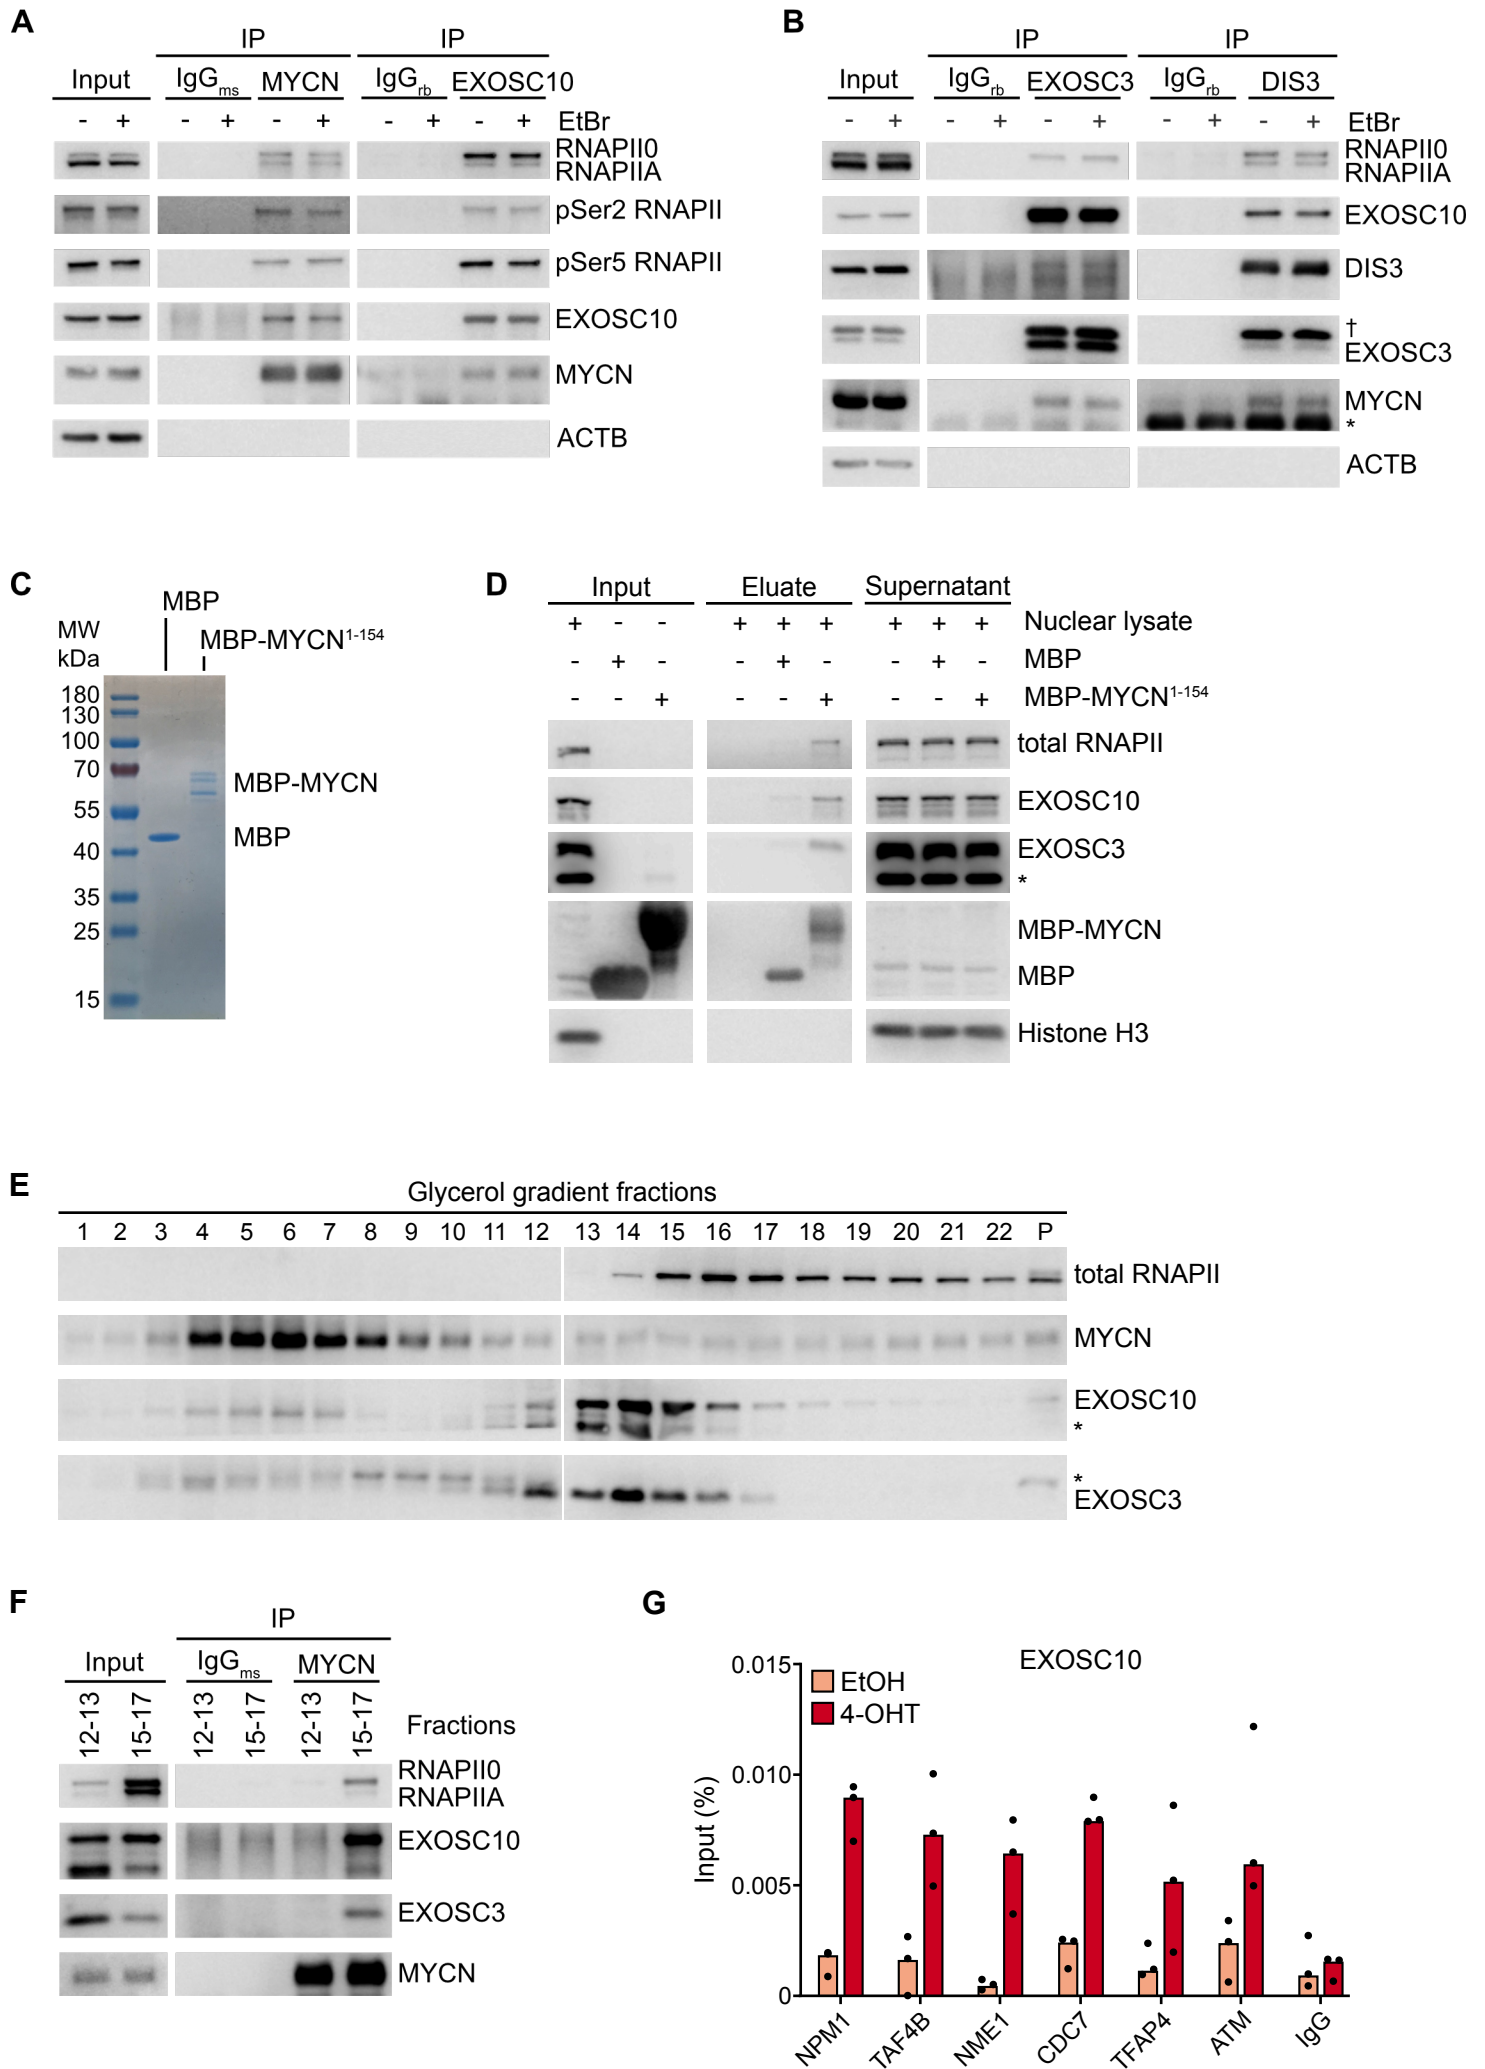 A
IP IP
Input IgGms MYCN IgGrb EXOSC10
- + - + - + - + - + EtBr
RNAPII0
RNAPIIA
pSer2 RNAPII
pSer5 RNAPII
EXOSC10
MYCN
ACTB
B
IP IP
Input IgGrb EXOSC3 IgGrb DIS3
- + - + - + - + - + EtBr
RNAPII0
RNAPIIA
EXOSC10
DIS3
†
EXOSC3
MYCN
*
ACTB
C
MBP
MW MBP-MYCN1-154
kDa
180
130
100
70
MBP-MYCN
55
MBP
40
35
25
15
D
Input Eluate Supernatant
+ - - + + + + + + Nuclear lysate
- + - - + - - + - MBP
- - + - - + - - + MBP-MYCN1-154
total RNAPII
EXOSC10
EXOSC3
*
MBP-MYCN
MBP
Histone H3
E
Glycerol gradient fractions
1 2 3 4 5 6 7 8 9 10 11 12 13 14 15 16 17 18 19 20 21 22 P
total RNAPII
MYCN
EXOSC10
*
*
EXOSC3
F
IP
Input IgGms MYCN
12-13 15-17 12-13 15-17 12-13 15-17 Fractions
RNAPII0
RNAPIIA
EXOSC10
EXOSC3
MYCN
G
EXOSC10
EtOH
4-OHT
Input (%)
0.015
0.010
0.005
0
NPM1 TAF4B NME1 CDC7 TFAP4 ATM IgG